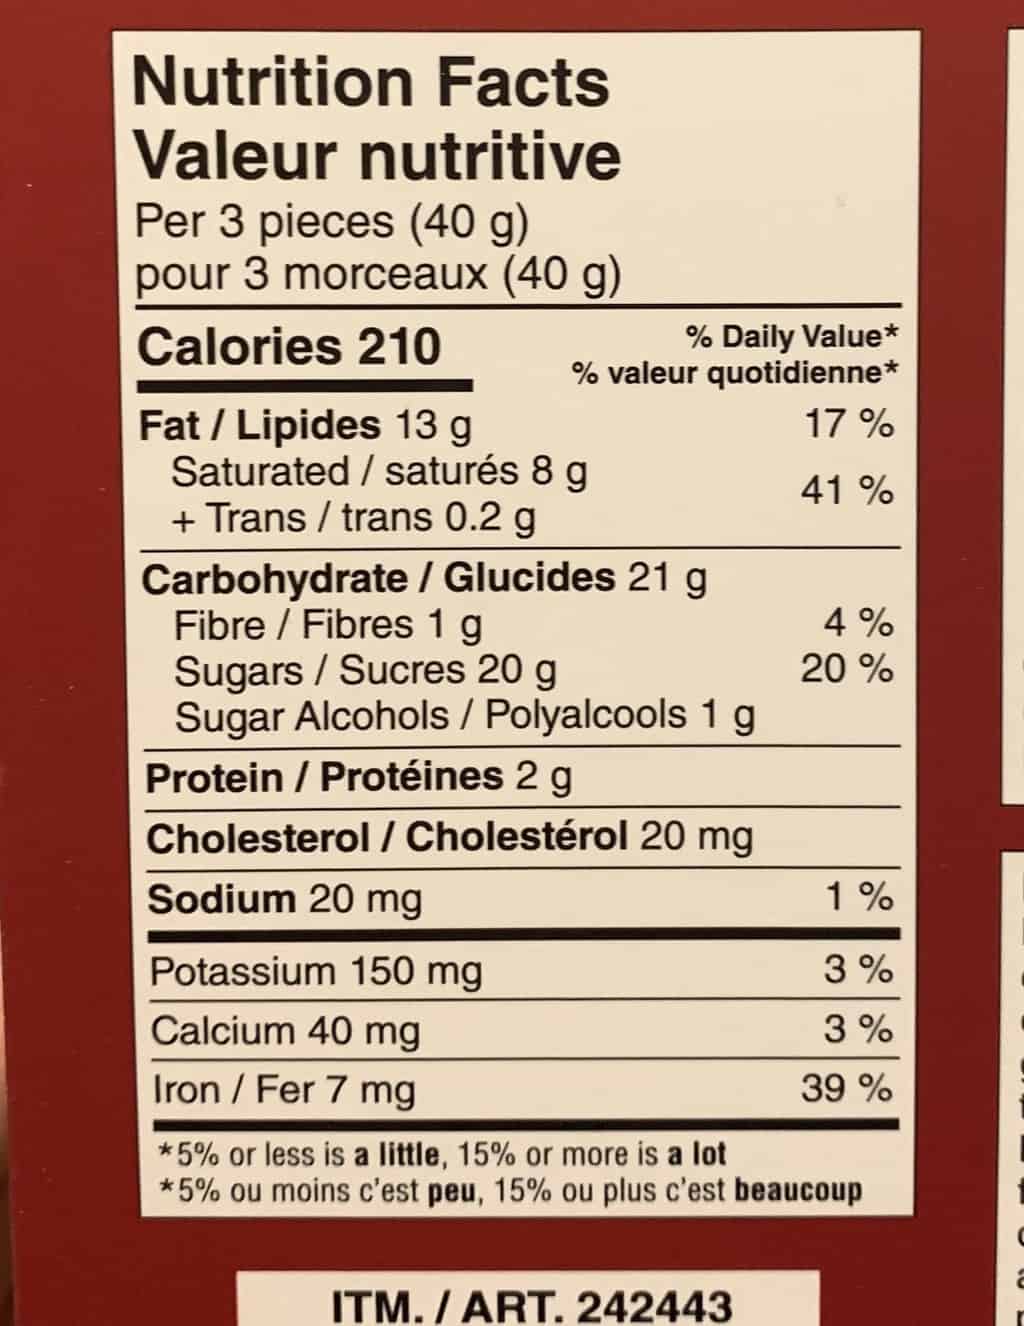 Nutrition Facts
Valeur nutritive
Per 3 pieces (40 g)
pour 3 morceaux (40 g)
Calories 210
% Daily Value*
% valeur quotidienne*
Fat / Lipides 13 g 17 %
Saturated / saturés 8 g
+ Trans / trans 0.2 g
41 %
Carbohydrate / Glucides 21 g
Fibre / Fibres 1 g 4 %
Sugars / Sucres 20 g 20 %
Sugar Alcohols / Polyalcools 1 g
Protein / Protéines 2 g
Cholesterol / Cholestérol 20 mg
Sodium 20 mg 1 %
Potassium 150 mg 3 %
Calcium 40 mg 3 %
Iron / Fer 7 mg 39 %
*5% or less is a little, 15% or more is a lot
*5% ou moins c'est peu, 15% ou plus c'est beaucoup
ITM. / ART. 242443